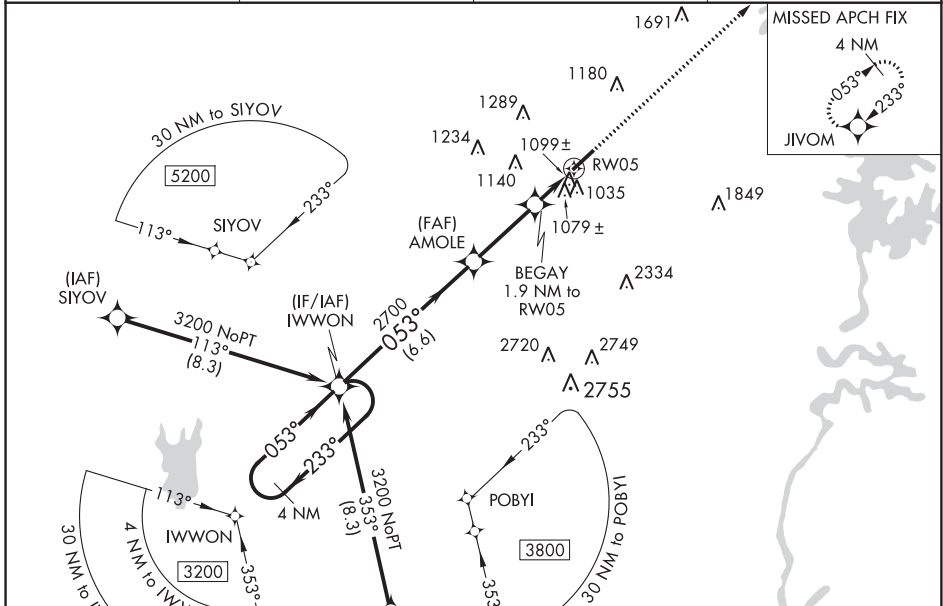 1691
MISSED APCH FIX
4 NM
053°
233°
JIVOM
1180
1289
1234
1099 ±
RW05
1140
1035
1079 ±
1849
30 NM to SIYOV
5200
113°
233°
SIYOV
(FAF)
AMOLE
BEGAY
1.9 NM to
RW05
2334
(IAF)
SIYOV
(IF/IAF)
IWWON
3200 NoPT
113°
(8.3)
2700
053°
(6.6)
2720
2749
2755
053°
233°
4 NM
3200 NoPT
353°
(8.3)
113°
IWWON
3200
353°
4 NM to IWW
30 NM to I
233°
POBYI
3800
353
30 NM to POBYI